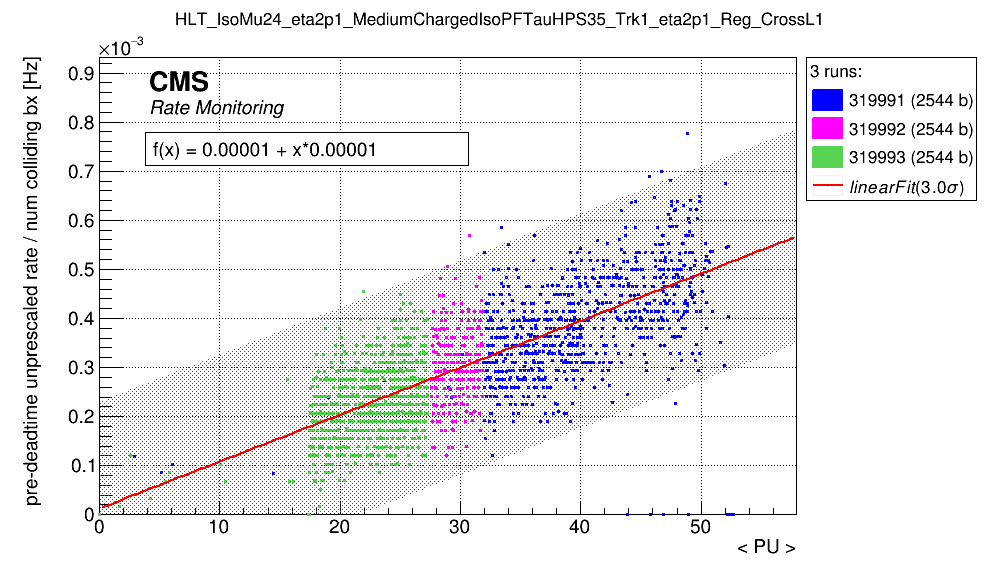 HLT_IsoMu24_eta2p1_MediumChargedIsoPFTauHPS35_Trk1_eta2p1_Reg_CrossL1
×10⁻³
CMS
Rate Monitoring
f(x) = 0.00001 + x*0.00001
3 runs:
319991 (2544 b)
319992 (2544 b)
319993 (2544 b)
linearFit(3.0σ)
pre-deadtime unprescaled rate / num colliding bx [Hz]
0.9
0.8
0.7
0.6
0.5
0.4
0.3
0.2
0.1
0
0 10 20 30 40 50
< PU >